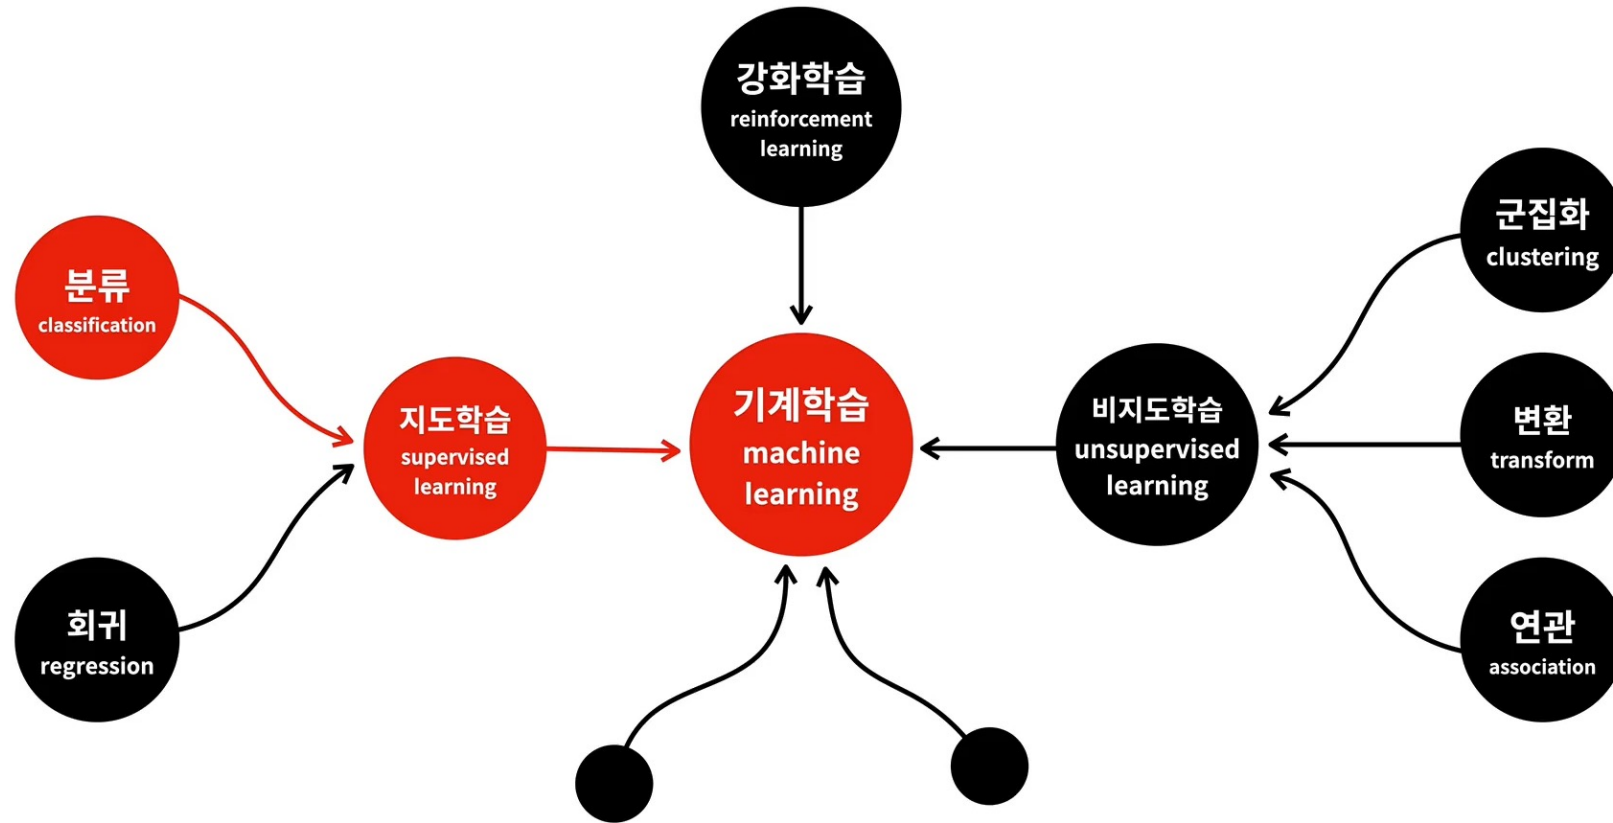 강화학습
reinforcement
learning
분류
classification
지도학습
supervised
learning
회귀
regression
기계학습
machine
learning
비지도학습
unsupervised
learning
군집화
clustering
변환
transform
연관
association